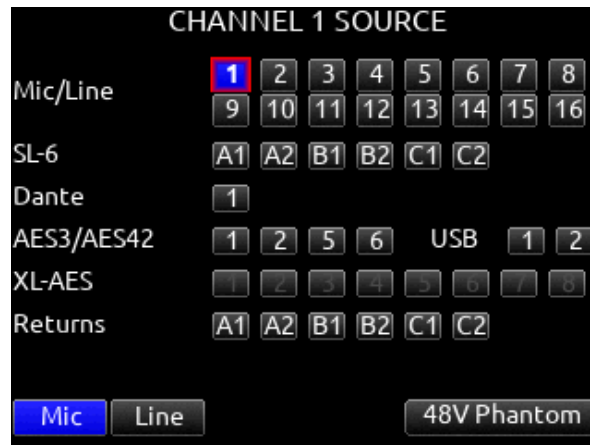 CHANNEL 1 SOURCE
Mic/Line 1 2 3 4 5 6 7 8
9 10 11 12 13 14 15 16
SL-6 A1 A2 B1 B2 C1 C2
Dante 1
AES3/AES42 1 2 5 6 USB 1 2
XL-AES 1 2 3 4 5 6 7 8
Returns A1 A2 B1 B2 C1 C2
Mic Line 48V Phantom